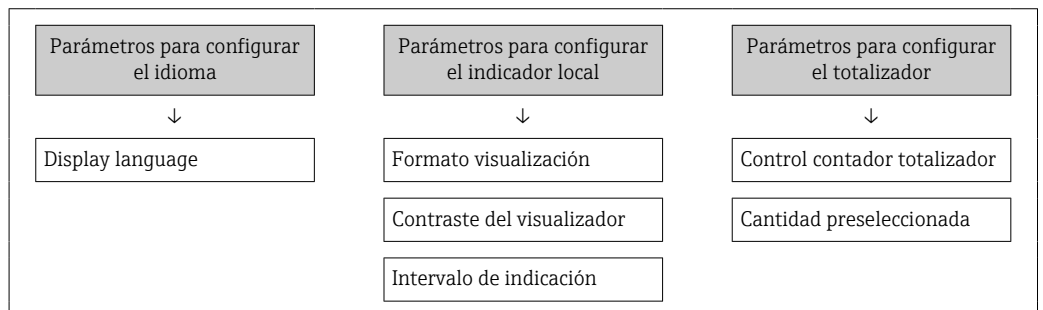 Parámetros para configurar
el idioma
↓
Display language
Parámetros para configurar
el indicador local
↓
Formato visualización
Contraste del visualizador
Intervalo de indicación
Parámetros para configurar
el totalizador
↓
Control contador totalizador
Cantidad preseleccionada